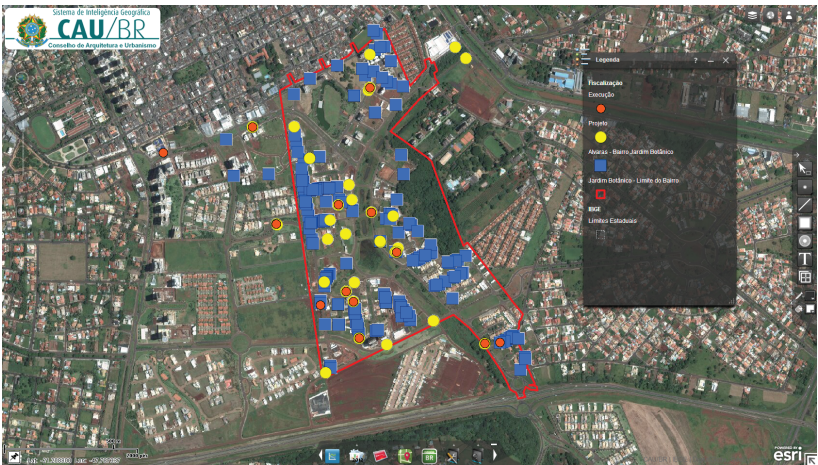 Sistema de Inteligência Geográfica
CAU/BR
Conselho de Arquitetura e Urbanismo
Legenda
Fiscalização
Execução
Projeto
Alvaras - Bairro Jardim Botânico
Jardim Botânico - Limite do Bairro
IBGE
Limites Estaduais
POWERED BY
esri